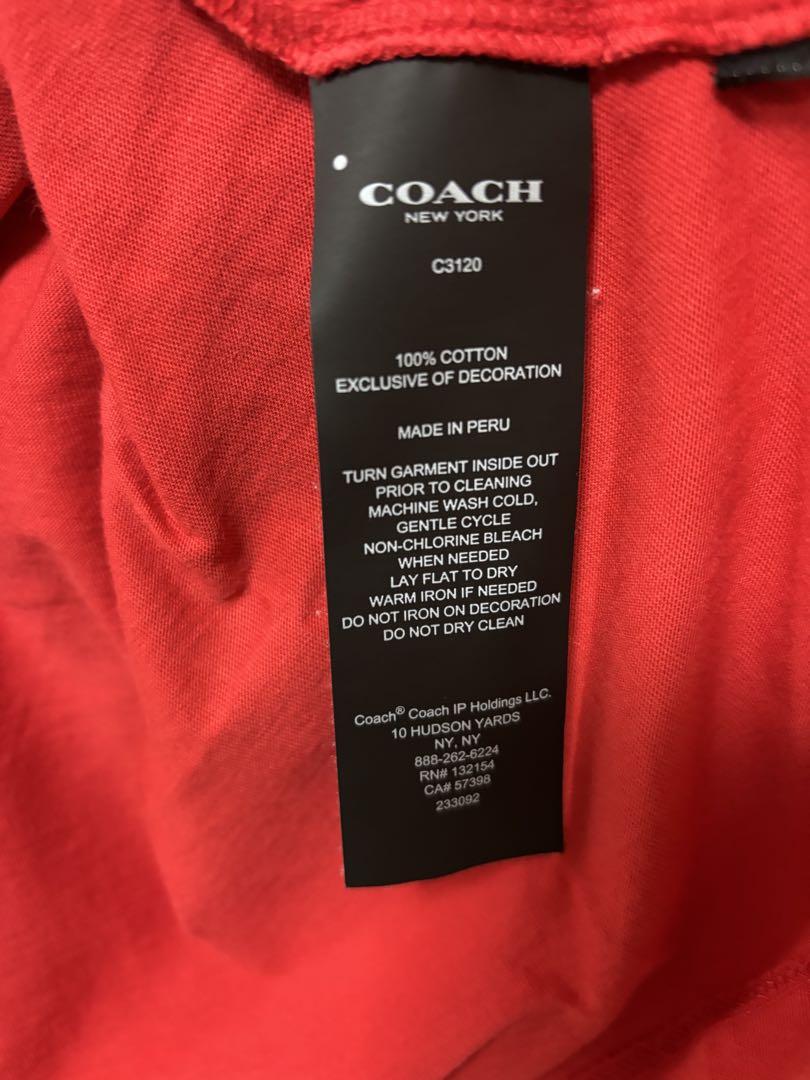 COACH
NEW YORK
C3120
100% COTTON
EXCLUSIVE OF DECORATION
MADE IN PERU
TURN GARMENT INSIDE OUT
PRIOR TO CLEANING
MACHINE WASH COLD,
GENTLE CYCLE
NON-CHLORINE BLEACH
WHEN NEEDED
LAY FLAT TO DRY
WARM IRON IF NEEDED
DO NOT IRON ON DECORATION
DO NOT DRY CLEAN
Coach® Coach IP Holdings LLC.
10 HUDSON YARDS
NY, NY
888-262-6224
RN# 132154
CA# 57398
233092